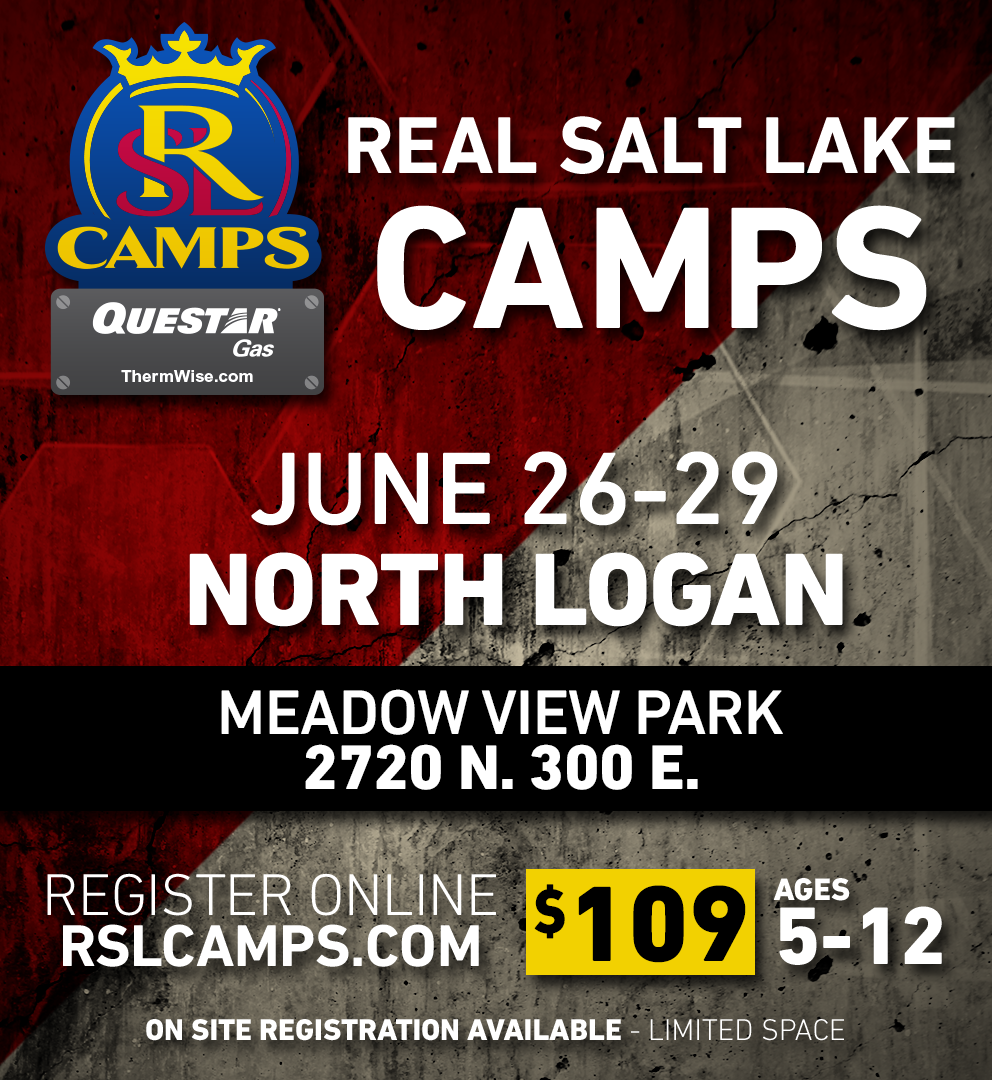 RSL
CAMPS
QUESTAR
Gas
ThermWise.com
REAL SALT LAKE
CAMPS
JUNE 26-29
NORTH LOGAN
MEADOW VIEW PARK
2720 N. 300 E.
REGISTER ONLINE
RSLCAMPS.COM
$109
AGES
5-12
ON SITE REGISTRATION AVAILABLE - LIMITED SPACE